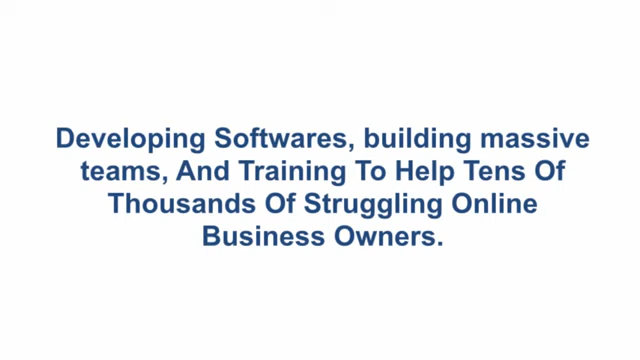 Developing Softwares, building massive
teams, And Training To Help Tens Of
Thousands Of Struggling Online
Business Owners.